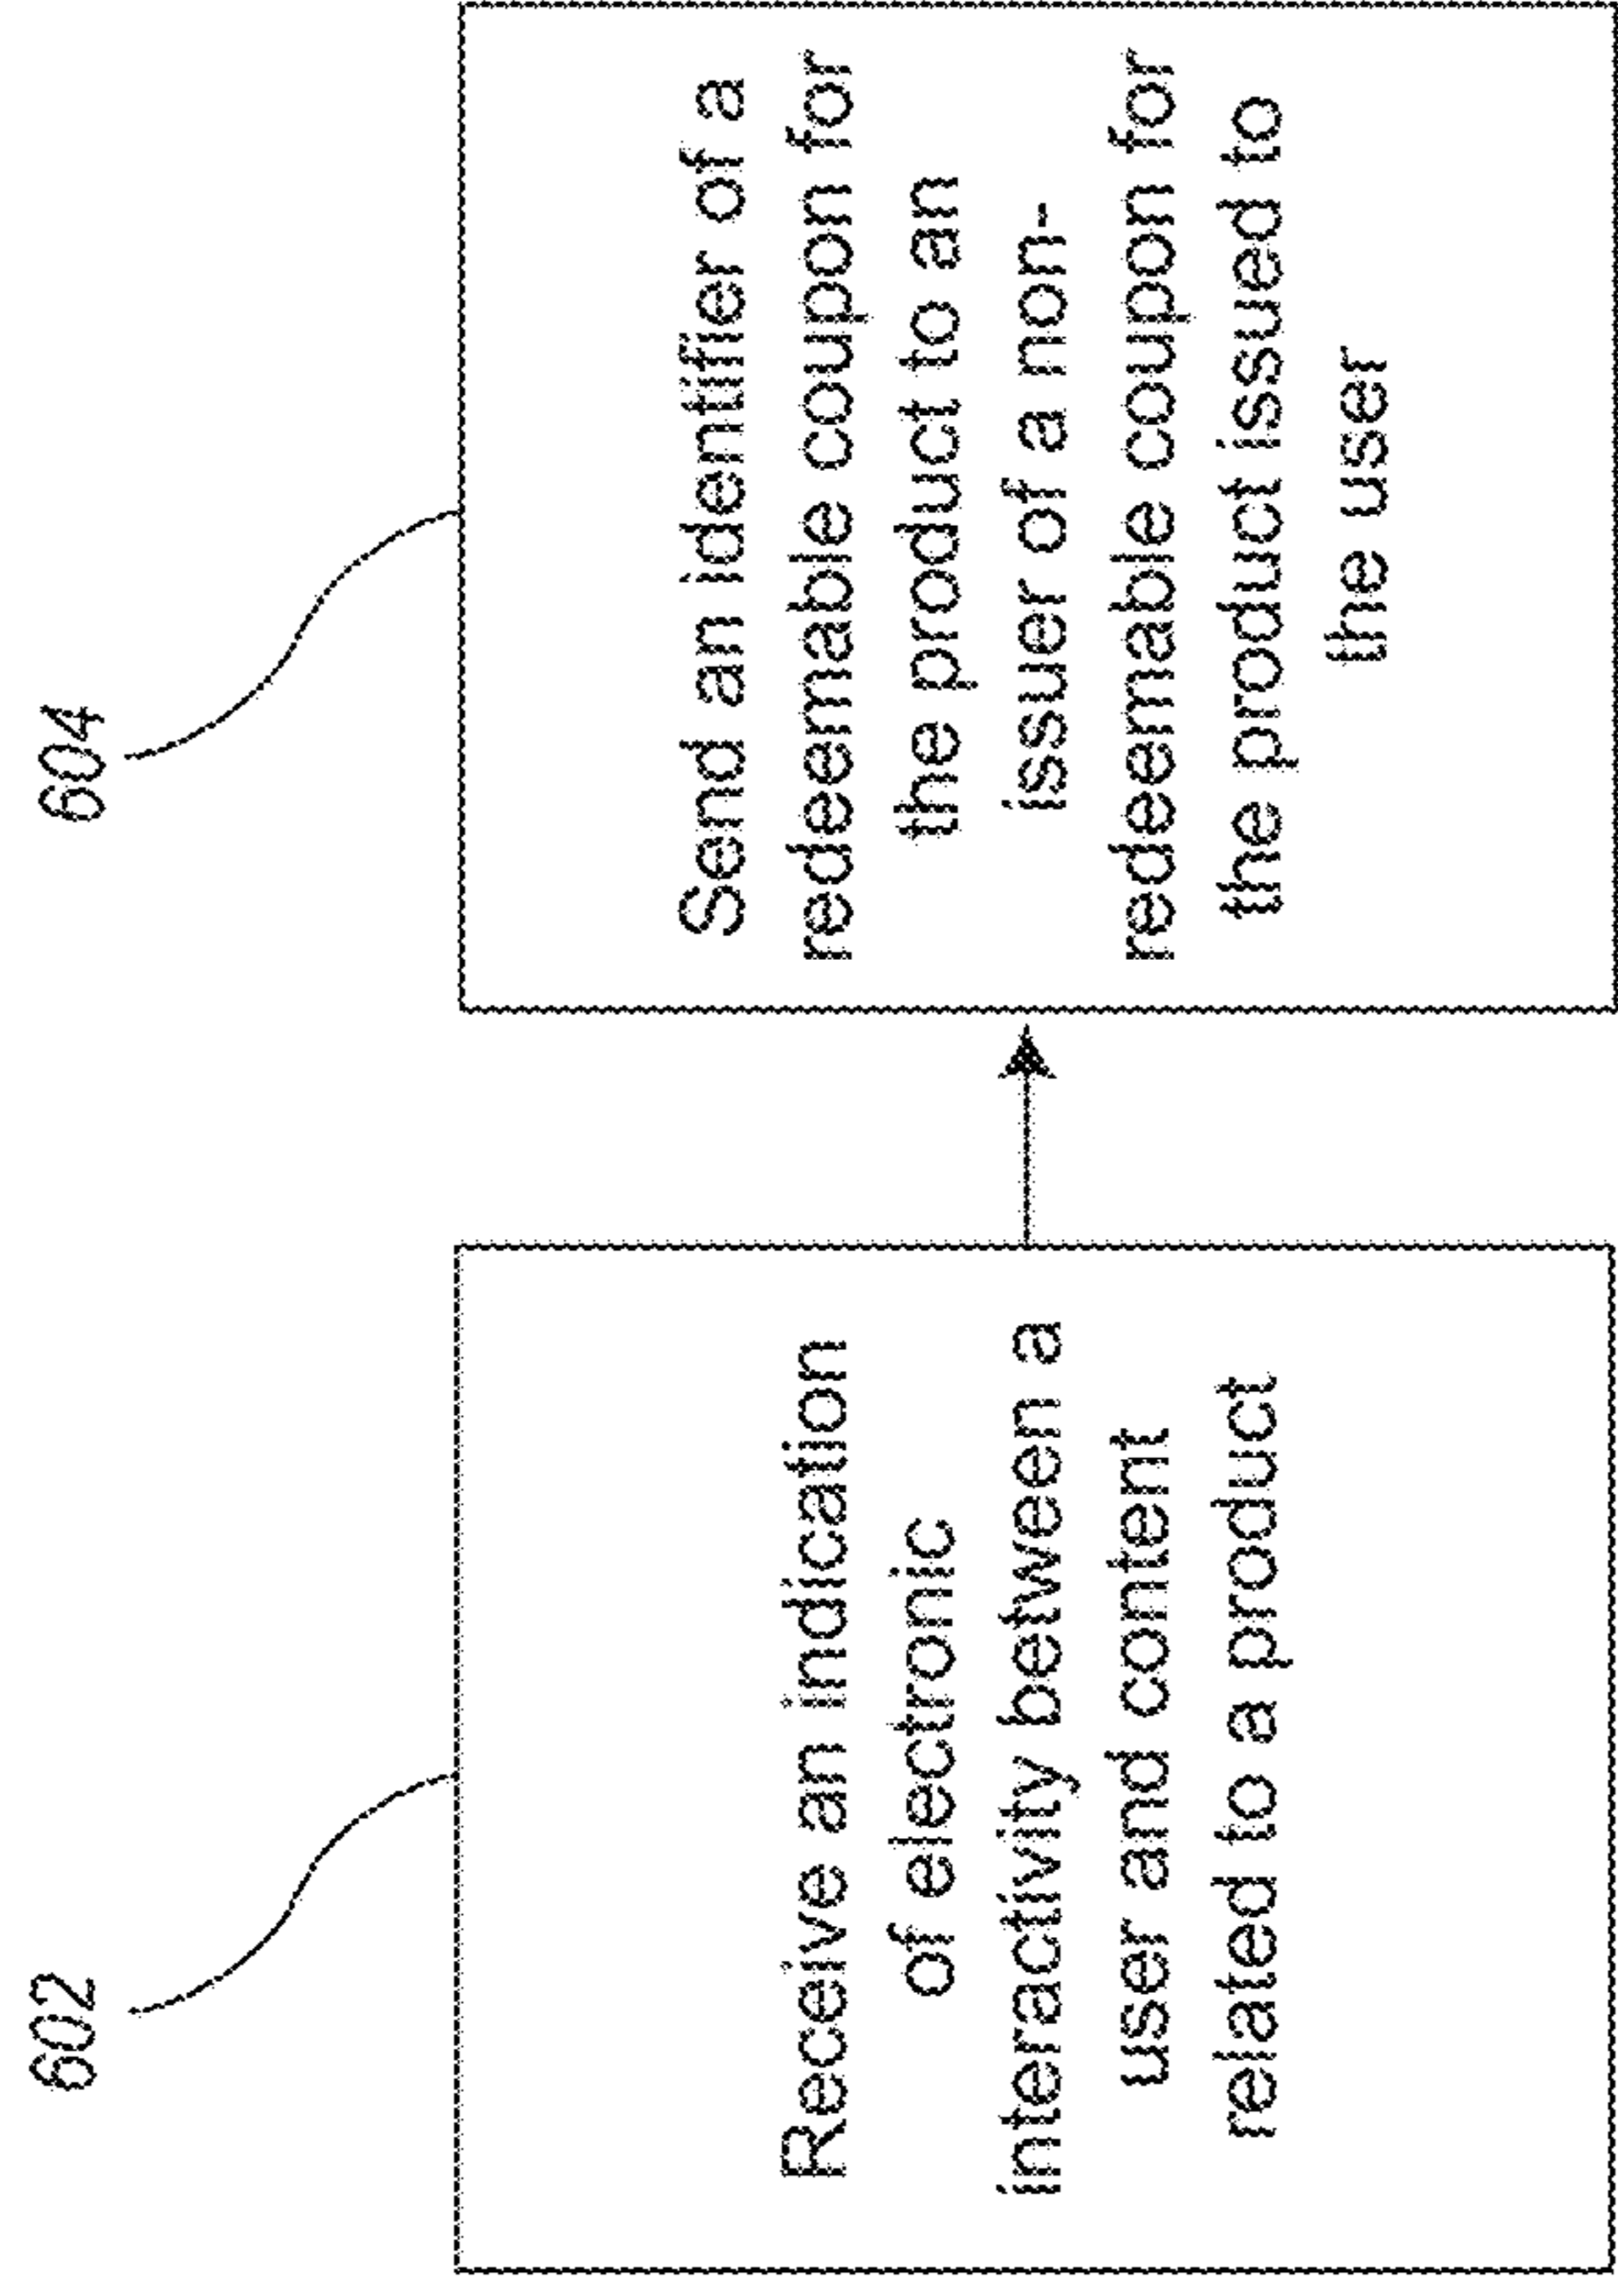 602
Receive an indication
of electronic
interactivity between a
user and content
related to a product
604
Send an identifier of a
redeemable coupon for
the product to an
issuer of a non-
redeemable coupon for
the product issued to
the user